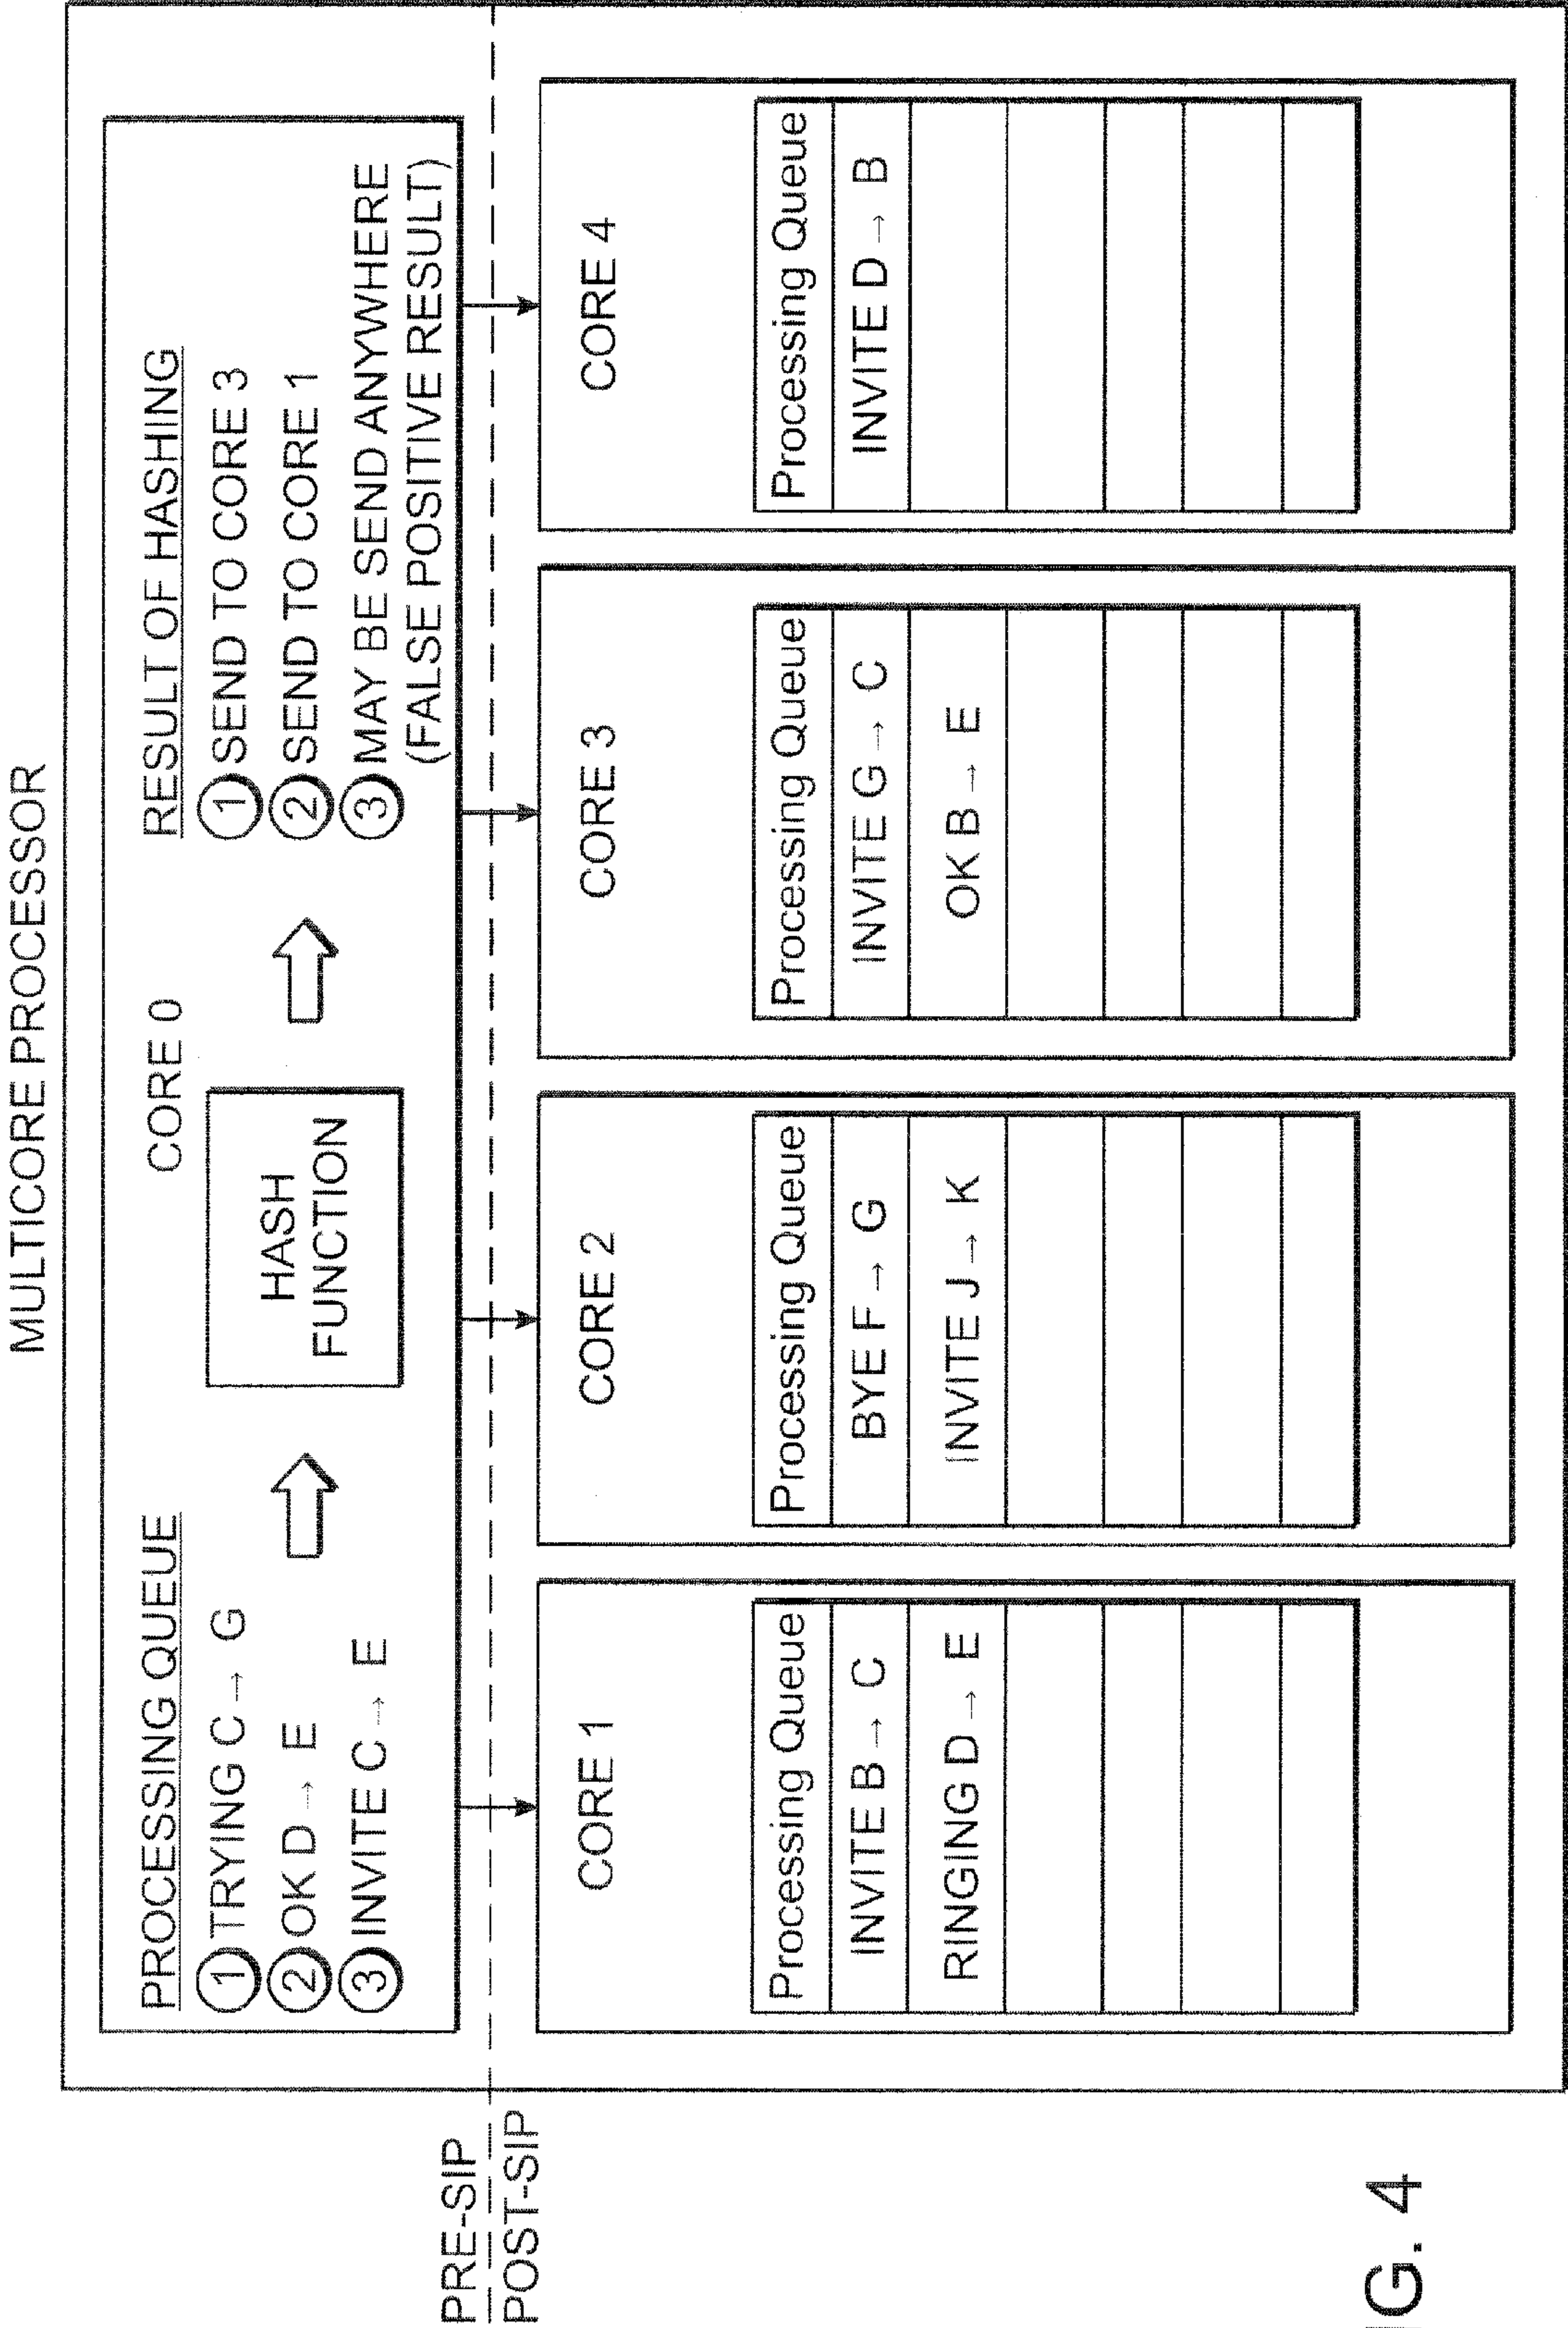 MULTICORE PROCESSOR
CORE 0
PROCESSING QUEUE
① TRYING C → G
② OK D → E
③ INVITE C → E
HASH
FUNCTION
RESULT OF HASHING
① SEND TO CORE 3
② SEND TO CORE 1
③ MAY BE SEND ANYWHERE
(FALSE POSITIVE RESULT)
PRE-SIP
POST-SIP
CORE 1
Processing Queue
INVITE B → C
RINGING D → E
CORE 2
Processing Queue
BYE F → G
INVITE J → K
CORE 3
Processing Queue
INVITE G → C
OK B → E
CORE 4
Processing Queue
INVITE D → B
G. 4